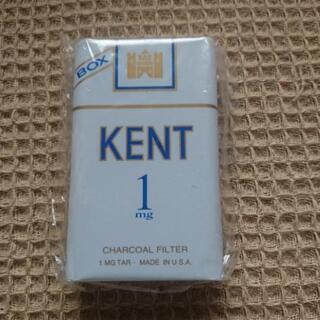 BOX
KENT
1
mg
CHARCOAL FILTER
1 MG TAR - MADE IN U.S.A.